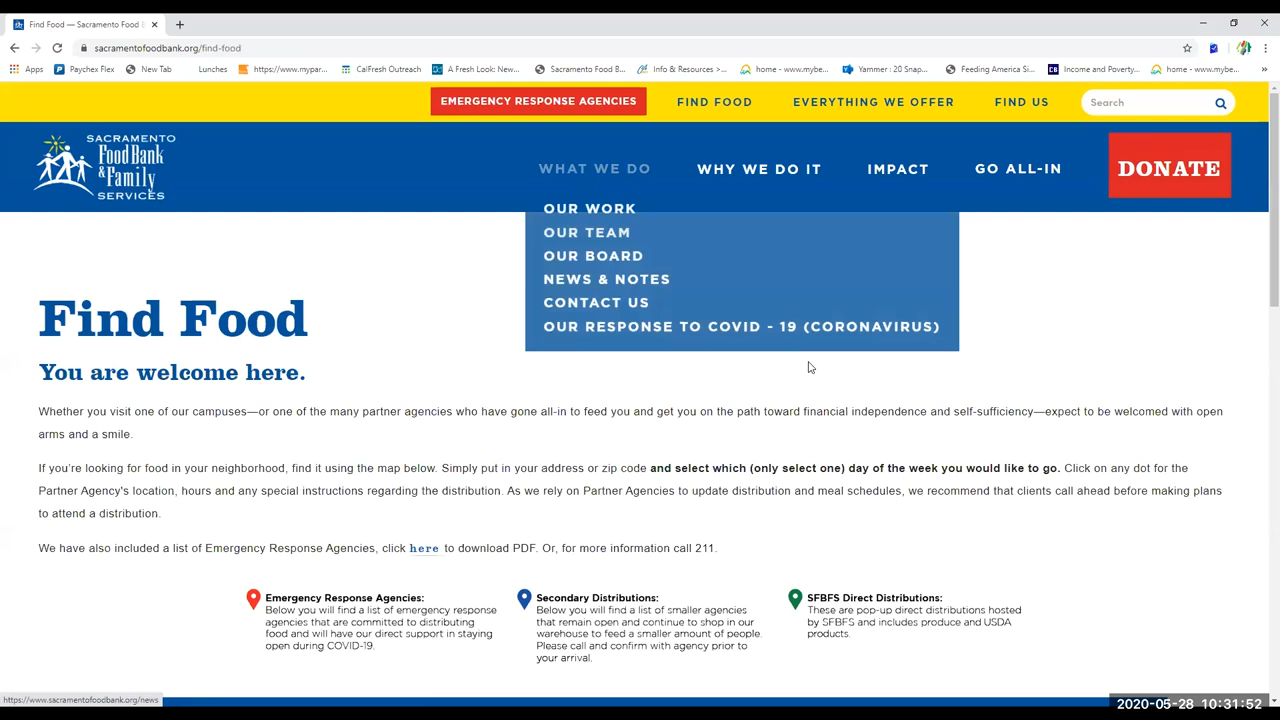 Find Food — Sacramento Food
sacramentofoodbank.org/find-food
Apps
Paychex Flex
New Tab
Lunches
https://www.mypar...
CalFresh Outreach
A Fresh Look: New...
Sacramento Food B...
Info & Resources >...
home - www.mybe...
Yammer : 20 Snap...
Feeding America Si...
Income and Poverty...
home - www.mybe...
EMERGENCY RESPONSE AGENCIES
FIND FOOD
EVERYTHING WE OFFER
FIND US
Search
SACRAMENTO
Food Bank
& Family
SERVICES
WHAT WE DO
WHY WE DO IT
IMPACT
GO ALL-IN
DONATE
OUR WORK
OUR TEAM
OUR BOARD
NEWS & NOTES
CONTACT US
OUR RESPONSE TO COVID - 19 (CORONAVIRUS)
Find Food
You are welcome here.
Whether you visit one of our campuses—or one of the many partner agencies who have gone all-in to feed you and get you on the path toward financial independence and self-sufficiency—expect to be welcomed with open
arms and a smile.
If you're looking for food in your neighborhood, find it using the map below. Simply put in your address or zip code and select which (only select one) day of the week you would like to go. Click on any dot for the
Partner Agency's location, hours and any special instructions regarding the distribution. As we rely on Partner Agencies to update distribution and meal schedules, we recommend that clients call ahead before making plans
to attend a distribution.
We have also included a list of Emergency Response Agencies, click here to download PDF. Or, for more information call 211.
Emergency Response Agencies:
Below you will find a list of emergency response
agencies that are committed to distributing
food and will have our direct support in staying
open during COVID-19.
Secondary Distributions:
Below you will find a list of smaller agencies
that remain open and continue to shop in our
warehouse to feed a smaller amount of people.
Please call and confirm with agency prior to
your arrival.
SFBFS Direct Distributions:
These are pop-up direct distributions hosted
by SFBFS and includes produce and USDA
products.
https://www.sacramentofoodbank.org/news
2020-05-28 10:31:52